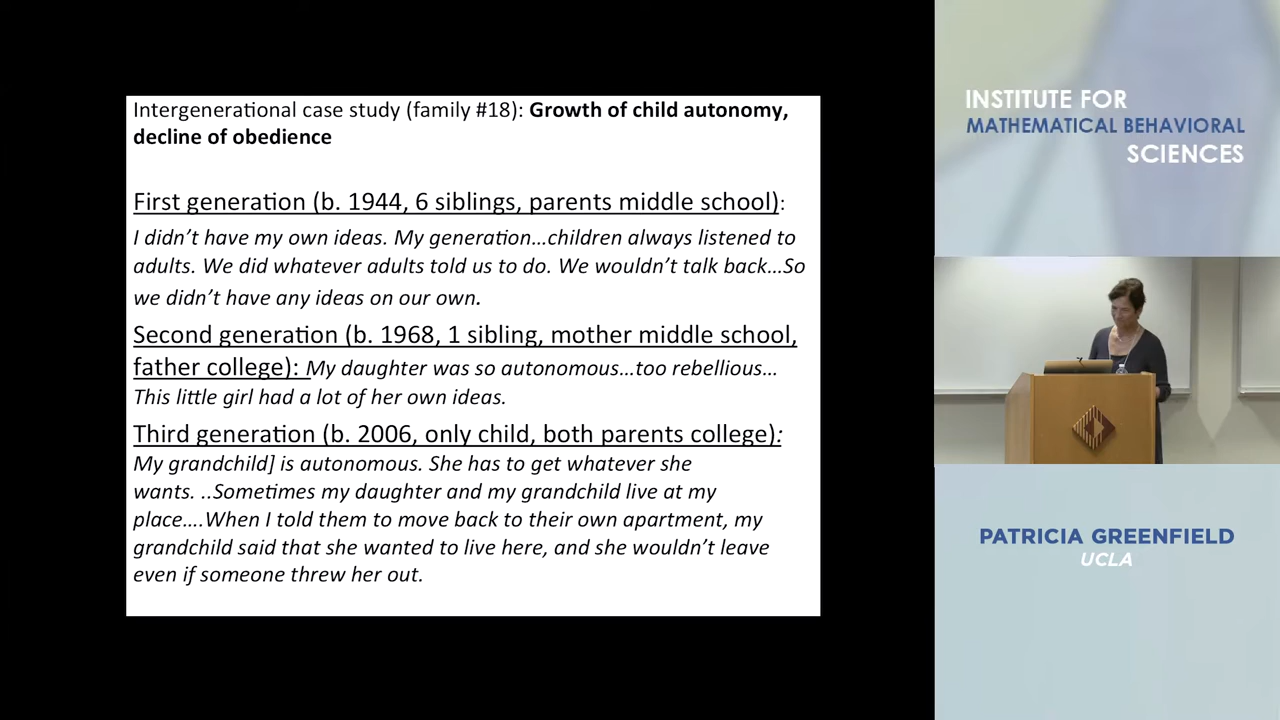 Intergenerational case study (family #18): Growth of child autonomy,
decline of obedience
First generation (b. 1944, 6 siblings, parents middle school):
I didn't have my own ideas. My generation…children always listened to
adults. We did whatever adults told us to do. We wouldn't talk back…So
we didn't have any ideas on our own.
Second generation (b. 1968, 1 sibling, mother middle school,
father college): My daughter was so autonomous…too rebellious…
This little girl had a lot of her own ideas.
Third generation (b. 2006, only child, both parents college):
My grandchild] is autonomous. She has to get whatever she
wants. ..Sometimes my daughter and my grandchild live at my
place….When I told them to move back to their own apartment, my
grandchild said that she wanted to live here, and she wouldn't leave
even if someone threw her out.
INSTITUTE FOR
MATHEMATICAL BEHAVIORAL
SCIENCES
PATRICIA GREENFIELD
UCLA